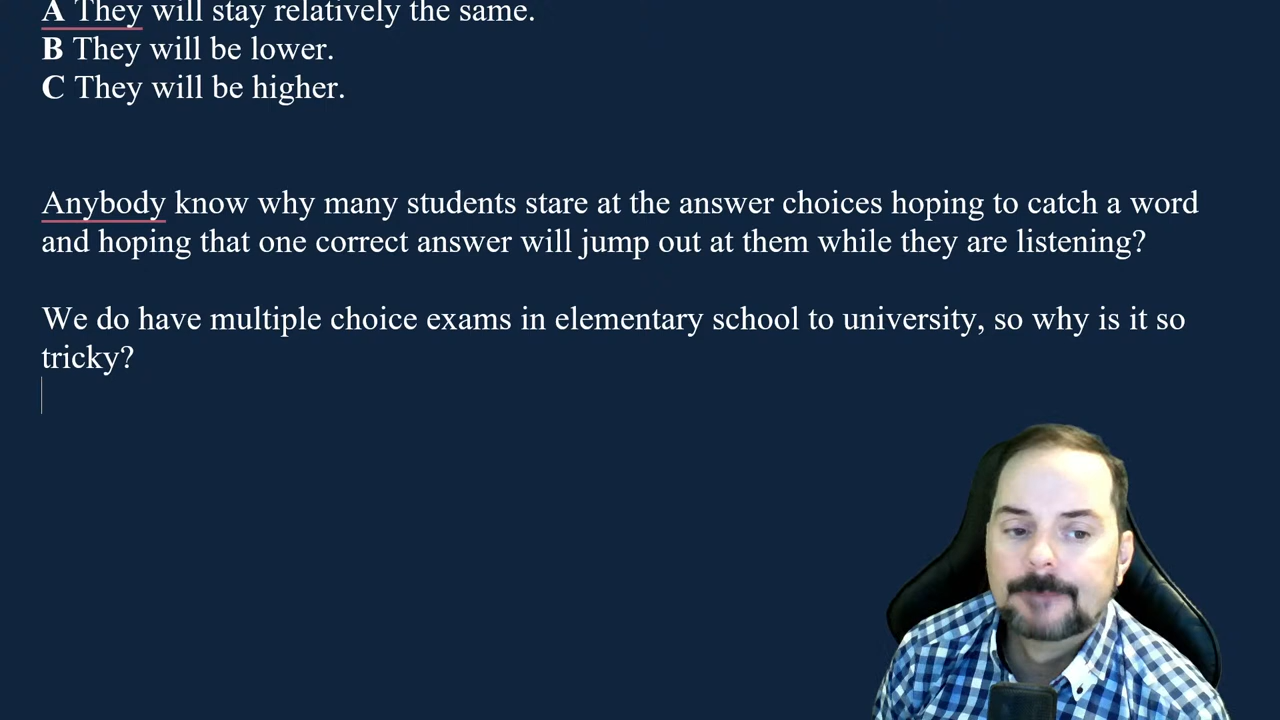 A They will stay relatively the same.
B They will be lower.
C They will be higher.
Anybody know why many students stare at the answer choices hoping to catch a word
and hoping that one correct answer will jump out at them while they are listening?
We do have multiple choice exams in elementary school to university, so why is it so
tricky?